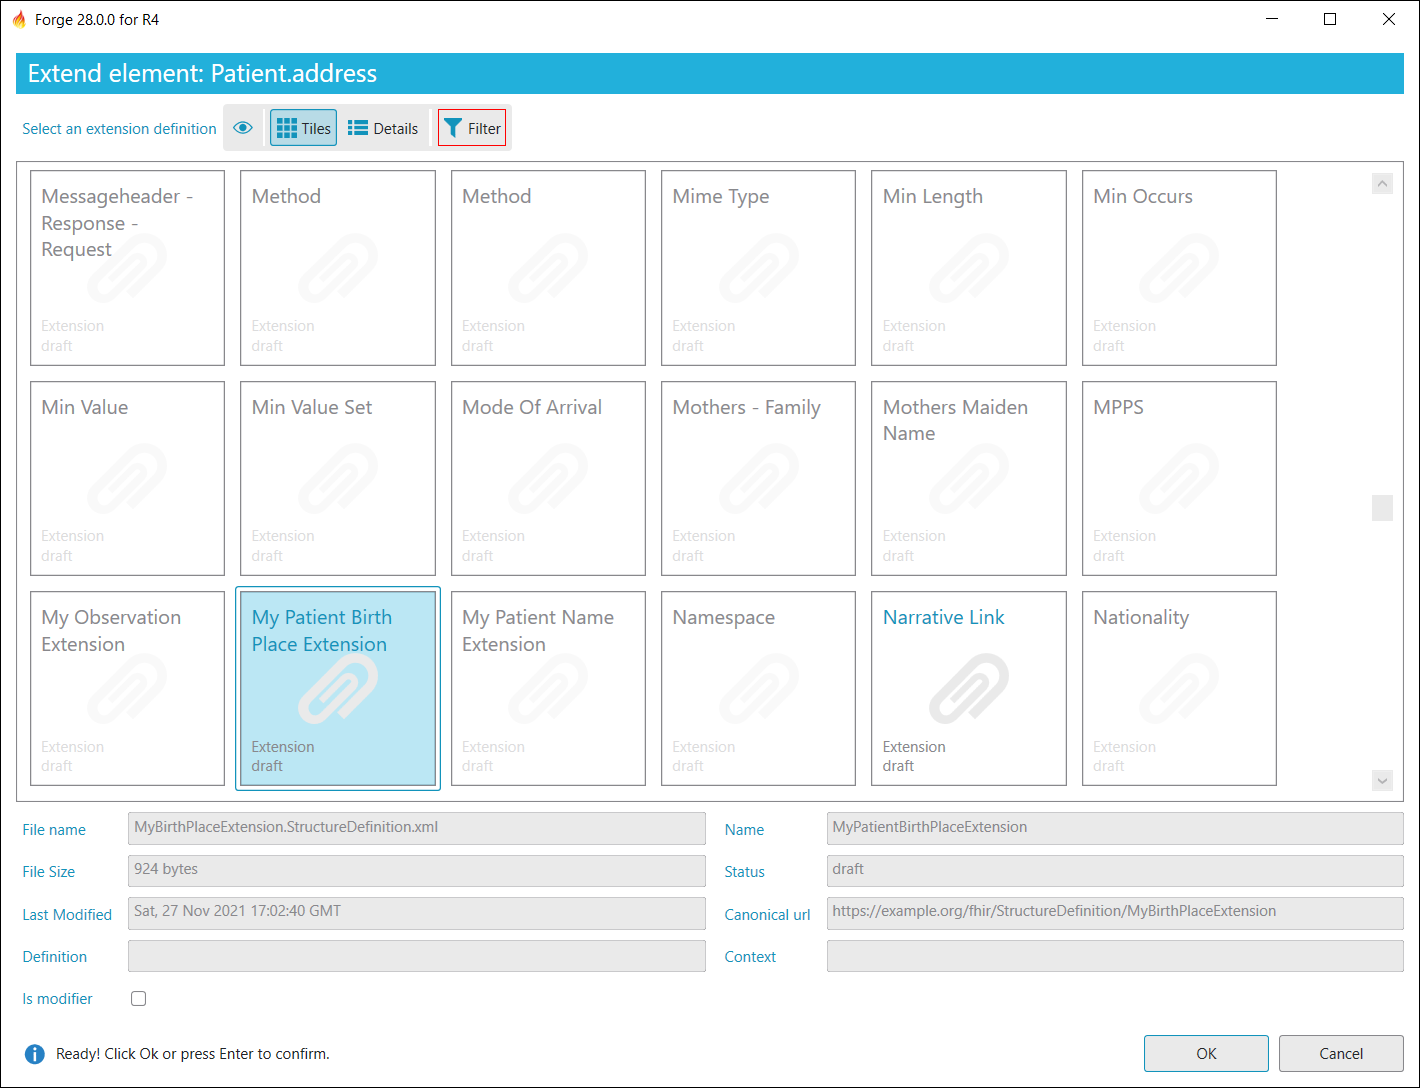 Forge 28.0.0 for R4
Extend element: Patient.address
Select an extension definition
Tiles
Details
Filter
Messageheader -
Response -
Request
Extension
draft
Method
Extension
draft
Method
Extension
draft
Mime Type
Extension
draft
Min Length
Extension
draft
Min Occurs
Extension
draft
Min Value
Extension
draft
Min Value Set
Extension
draft
Mode Of Arrival
Extension
draft
Mothers - Family
Extension
draft
Mothers Maiden
Name
Extension
draft
MPPS
Extension
draft
My Observation
Extension
Extension
draft
My Patient Birth
Place Extension
Extension
draft
My Patient Name
Extension
Extension
draft
Namespace
Extension
draft
Narrative Link
Extension
draft
Nationality
Extension
draft
File name
MyBirthPlaceExtension.StructureDefinition.xml
Name
MyPatientBirthPlaceExtension
File Size
924 bytes
Status
draft
Last Modified
Sat, 27 Nov 2021 17:02:40 GMT
Canonical url
https://example.org/fhir/StructureDefinition/MyBirthPlaceExtension
Definition
Context
Is modifier
Ready! Click Ok or press Enter to confirm.
OK
Cancel